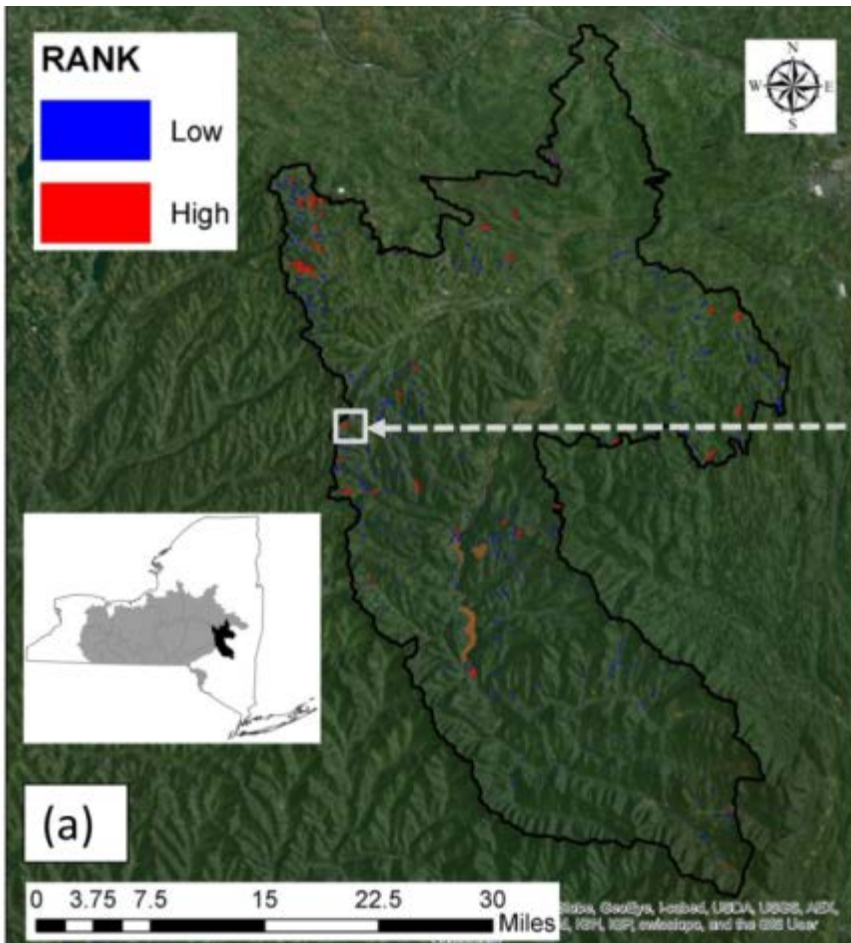 RANK
Low
High
N
W E
S
(a)
0 3.75 7.5 15 22.5 30
Miles
GeoEye, i-cubed, USDA, USGS, AEX,
IGN, IGP, swisstopo, and the GIS User